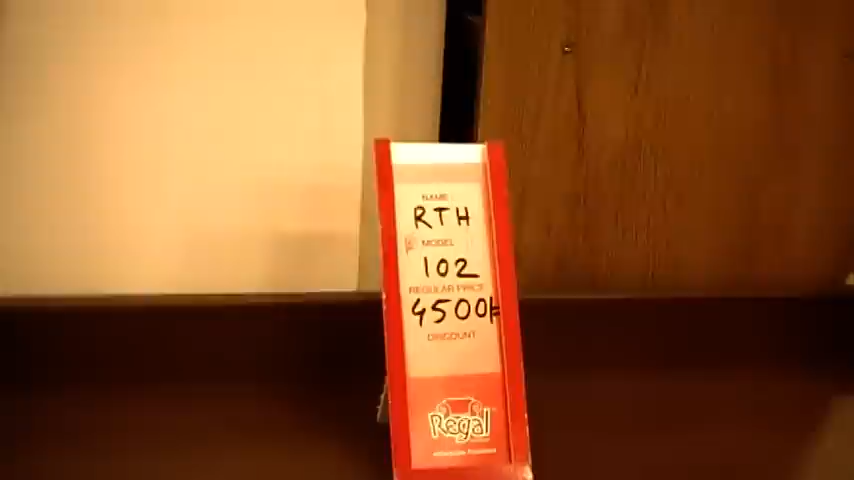 NAME :
RTH
MODEL
102
REGULAR PRICE
4500/=
DISCOUNT
Regal